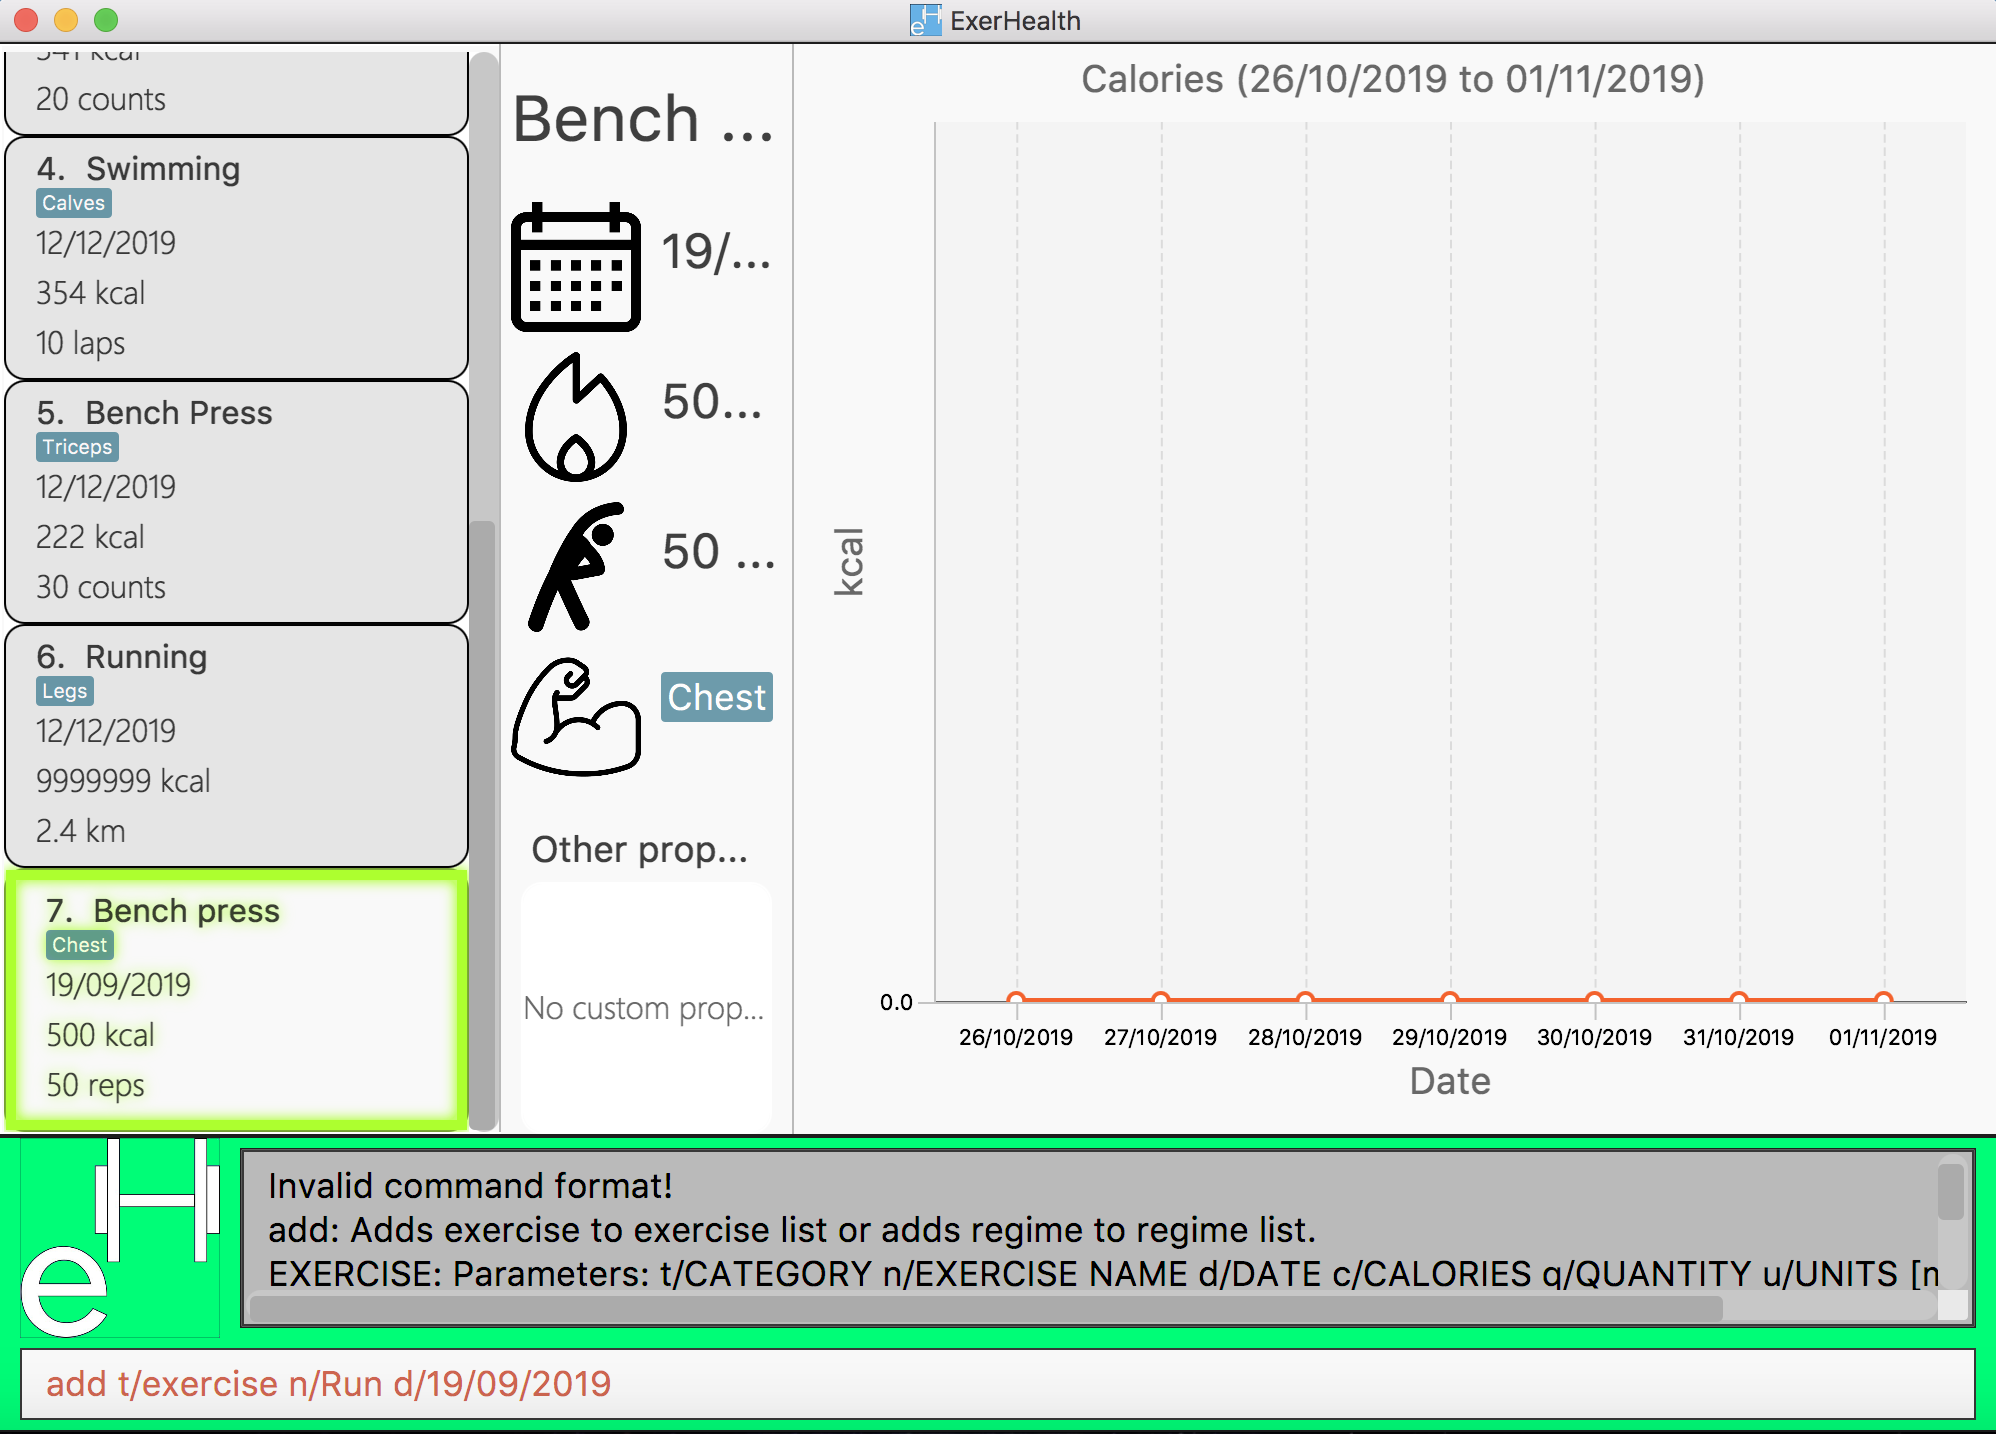 ExerHealth
20 counts
4. Swimming
Calves
12/12/2019
354 kcal
10 laps
5. Bench Press
Triceps
12/12/2019
222 kcal
30 counts
6. Running
Legs
12/12/2019
9999999 kcal
2.4 km
7. Bench press
Chest
19/09/2019
500 kcal
50 reps
Bench ...
19/...
50...
50 ...
Chest
Other prop...
No custom prop...
Calories (26/10/2019 to 01/11/2019)
kcal
0.0
26/10/2019 27/10/2019 28/10/2019 29/10/2019 30/10/2019 31/10/2019 01/11/2019
Date
eH
Invalid command format!
add: Adds exercise to exercise list or adds regime to regime list.
EXERCISE: Parameters: t/CATEGORY n/EXERCISE NAME d/DATE c/CALORIES q/QUANTITY u/UNITS
add t/exercise n/Run d/19/09/2019